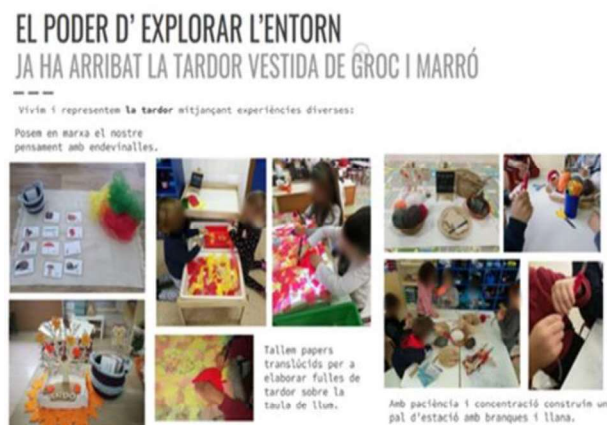 EL PODER D' EXPLORAR L'ENTORN
JA HA ARRIBAT LA TARDOR VESTIDA DE GROC I MARRÓ
Vivim i representem la tardor mitjançant experiències diverses:
Posem en marxa el nostre
pensament amb endevinalles.
Tallem papers
translúcids per a
elaborar fulles de
tardor sobre la
taula de llum.
Amb paciència i concentració construim un
pal d'estació amb branques i llana.